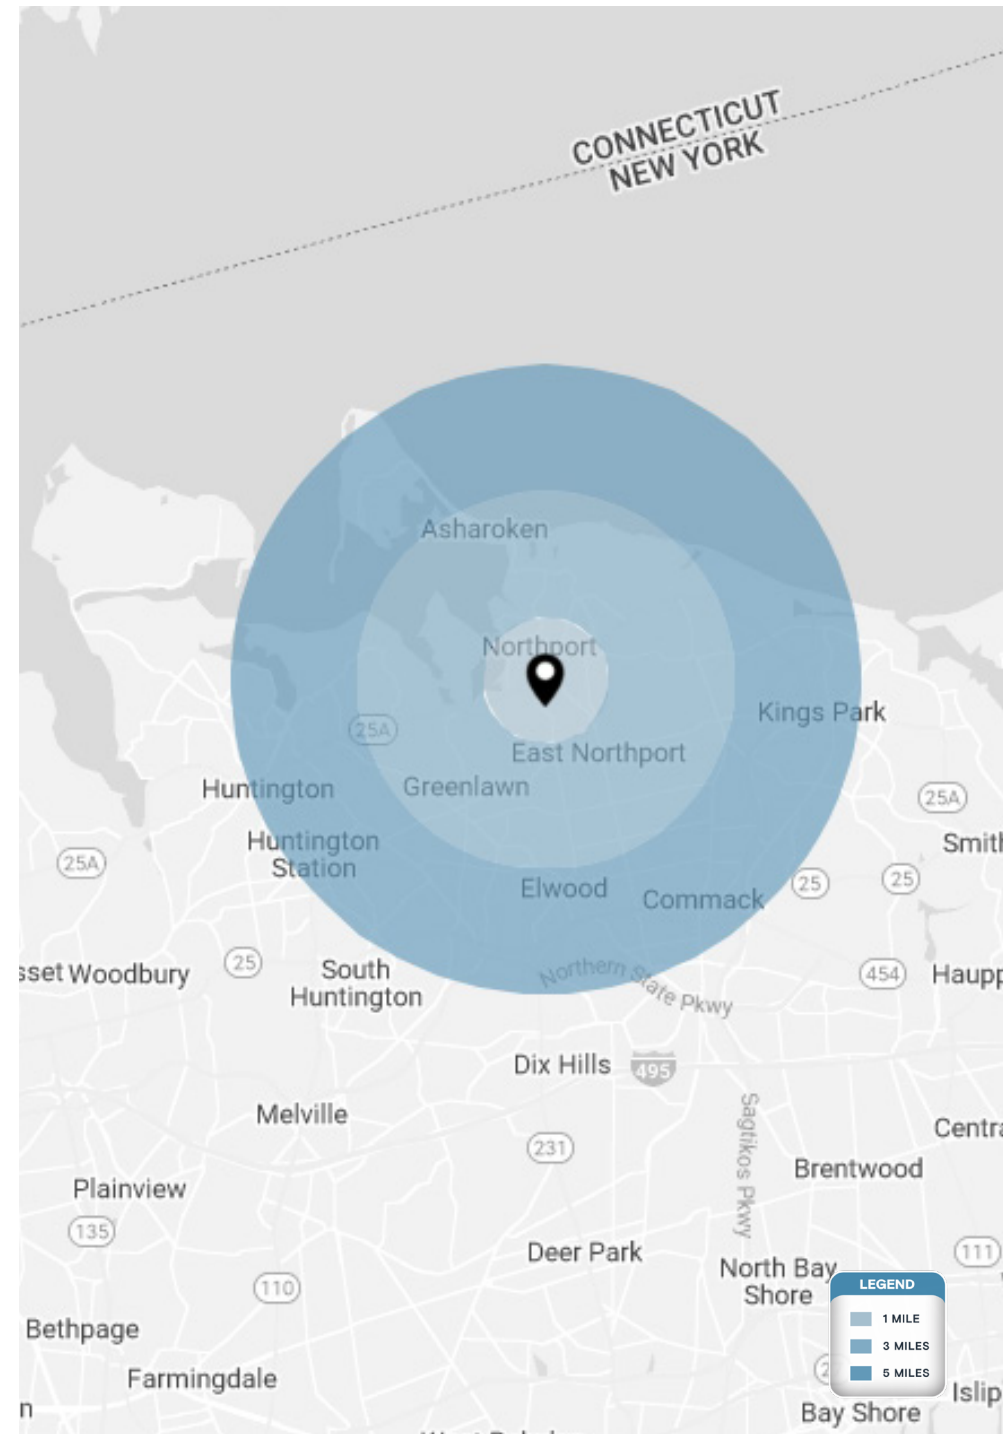 CONNECTICUT
NEW YORK
Asharoken
Northport
Kings Park
25A
East Northport
Greenlawn
Huntington
25A
Huntington
Station
Smith
25A
25
25
Elwood
Commack
sset Woodbury
25
South
Huntington
Northern State Pkwy
454
Haupp
Dix Hills
495
Melville
Sagtikos Pkwy
Centra
231
Brentwood
Plainview
135
Deer Park
111
North Bay
Shore
110
LEGEND
1 MILE
3 MILES
5 MILES
Bethpage
Farmingdale
Islip
n
Bay Shore